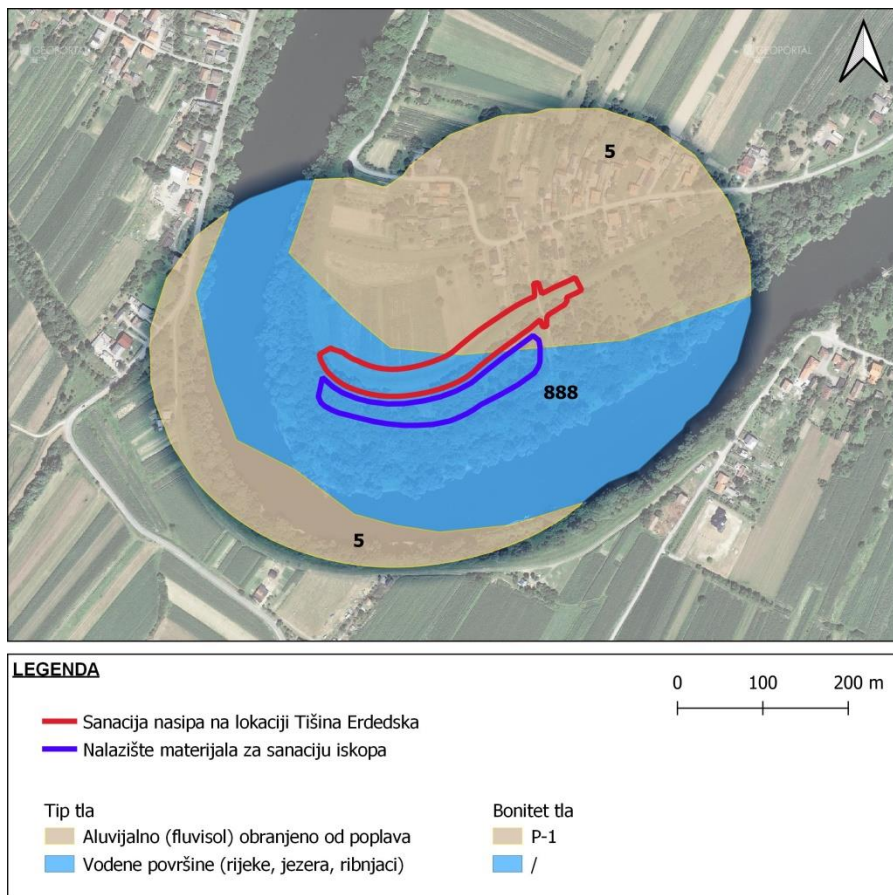 GEOPORTAL
GEOPORTAL
5
888
5
LEGENDA
0 100 200 m
Sanacija nasipa na lokaciji Tišina Erdedska
Nalazište materijala za sanaciju iskopa
Tip tla
Bonitet tla
Aluvijalno (fluvisol) obranjeno od poplava
P-1
Vodene površine (rijeke, jezera, ribnjaci)
/